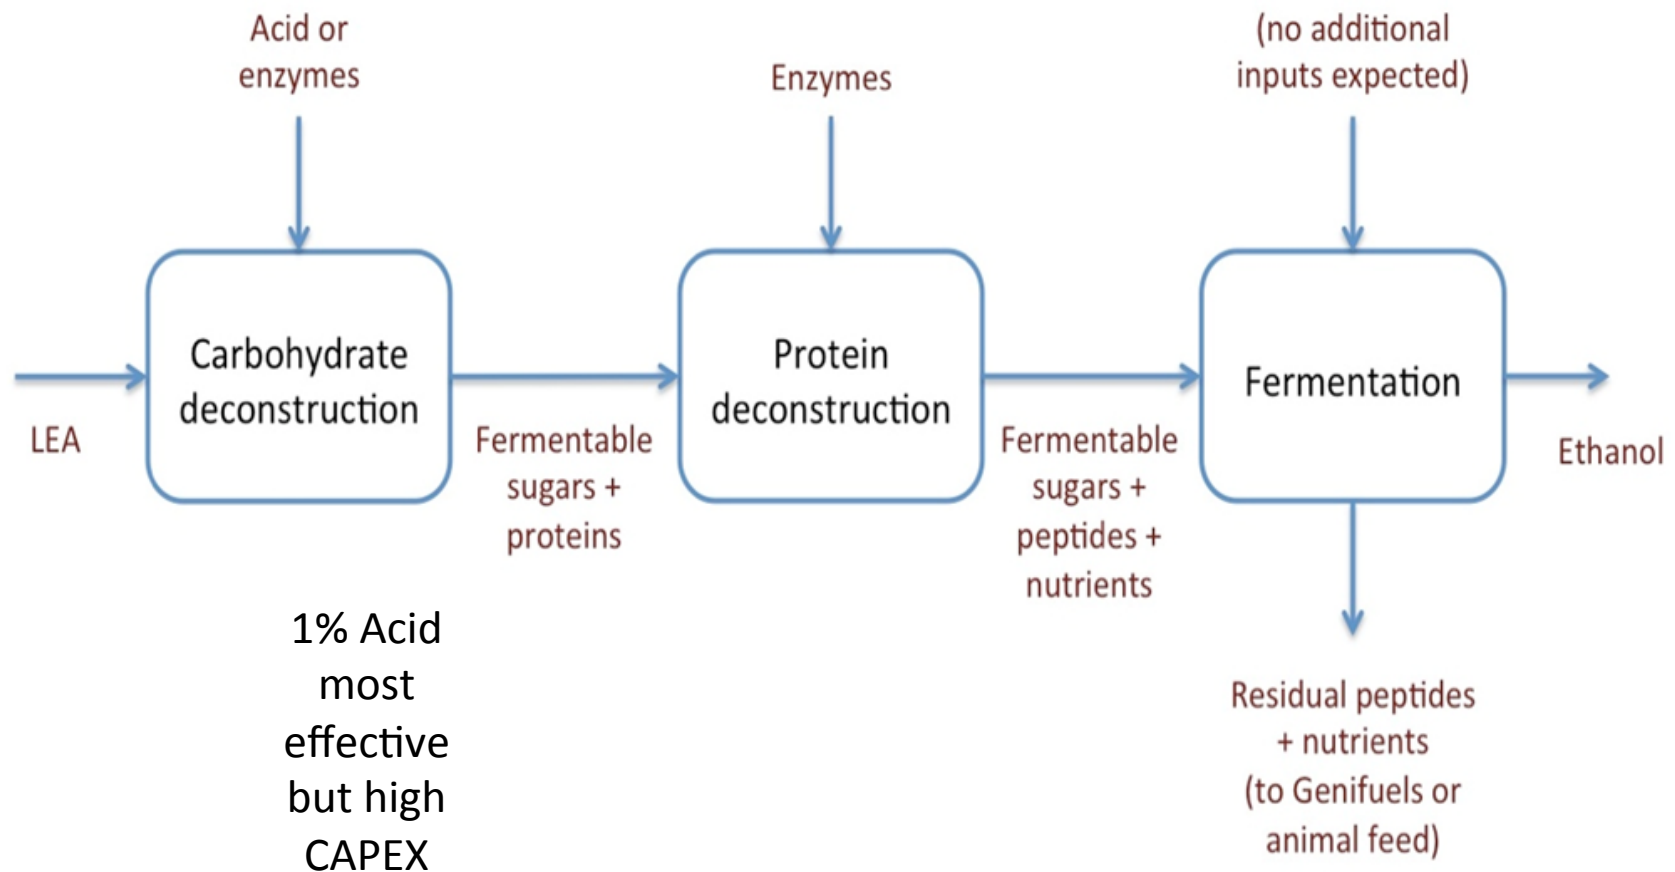 Acid or
enzymes
Enzymes
(no additional
inputs expected)
LEA
Carbohydrate
deconstruction
Fermentable
sugars +
proteins
Protein
deconstruction
Fermentable
sugars +
peptides +
nutrients
Fermentation
Ethanol
1% Acid
most
effective
but high
CAPEX
Residual peptides
+ nutrients
(to Genifuels or
animal feed)